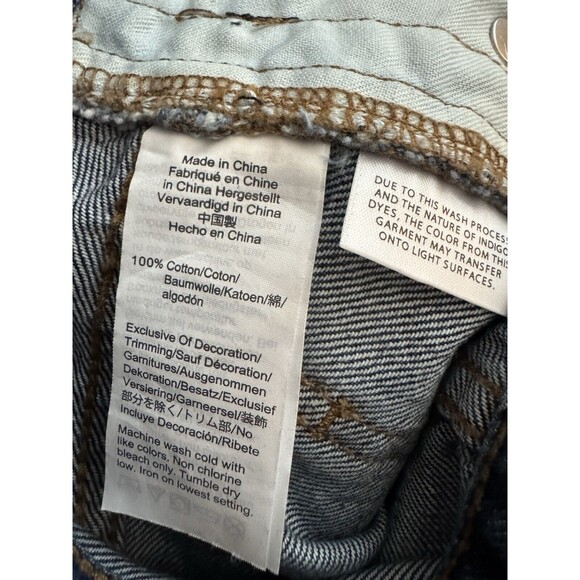 Made in China
Fabriqué en Chine
in China Hergestellt
Vervaardigd in China
中国製
Hecho en China
100% Cotton/Coton/
Baumwolle/Katoen/綿/
algodón
Exclusive Of Decoration/
Trimming/Sauf Décoration/
Garnitures/Ausgenommen
Dekoration/Besatz/Exclusief
Versiering/Garneersel/装飾
部分を除く/トリム部/No
Incluye Decoración/Ribete
Machine wash cold with
like colors. Non chlorine
bleach only. Tumble dry
low. Iron on lowest setting.
DUE TO THIS WASH PROCESS
AND THE NATURE OF INDIGO
DYES, THE COLOR FROM THIS
GARMENT MAY TRANSFER
ONTO LIGHT SURFACES.